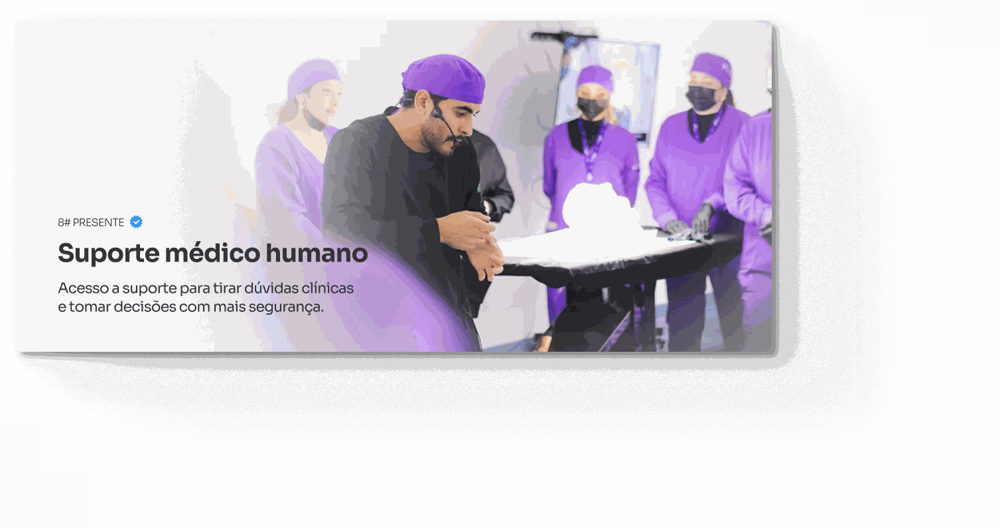 8# PRESENTE
Suporte médico humano
Acesso a suporte para tirar dúvidas clínicas
e tomar decisões com mais segurança.